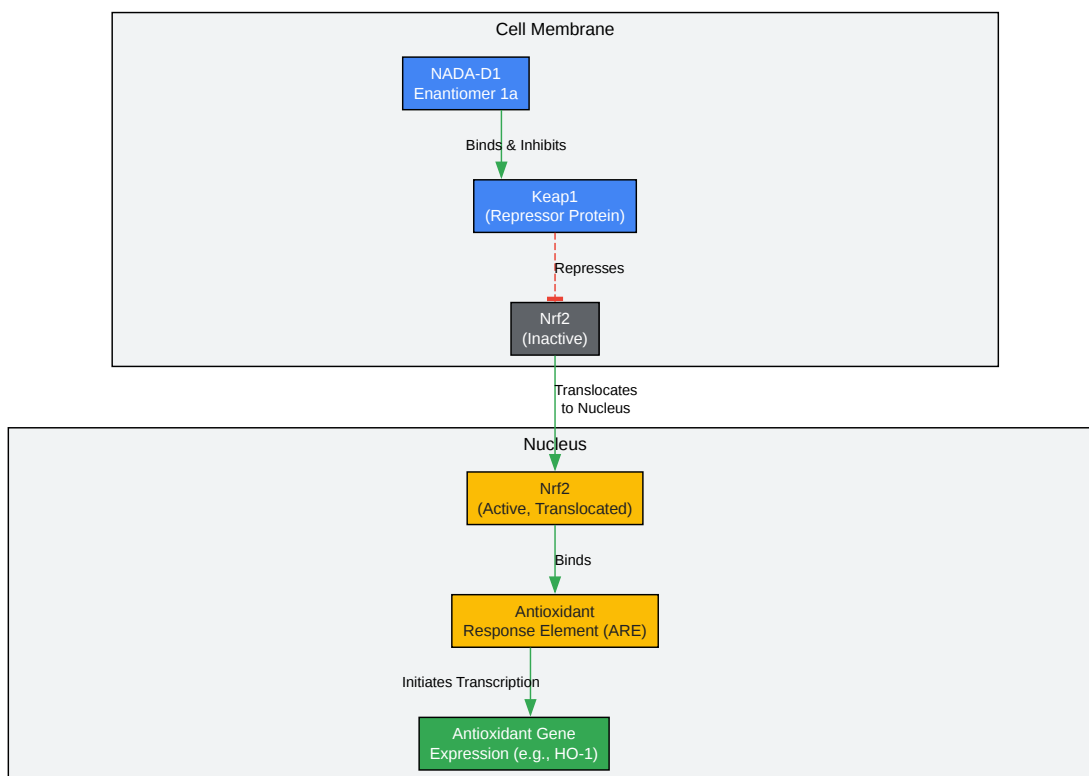 Cell Membrane
NADA-D1
Enantiomer 1a
Binds & Inhibits
Keap1
(Repressor Protein)
Represses
Nrf2
(Inactive)
Translocates
to Nucleus
Nucleus
Nrf2
(Active, Translocated)
Binds
Antioxidant
Response Element (ARE)
Initiates Transcription
Antioxidant Gene
Expression (e.g., HO-1)